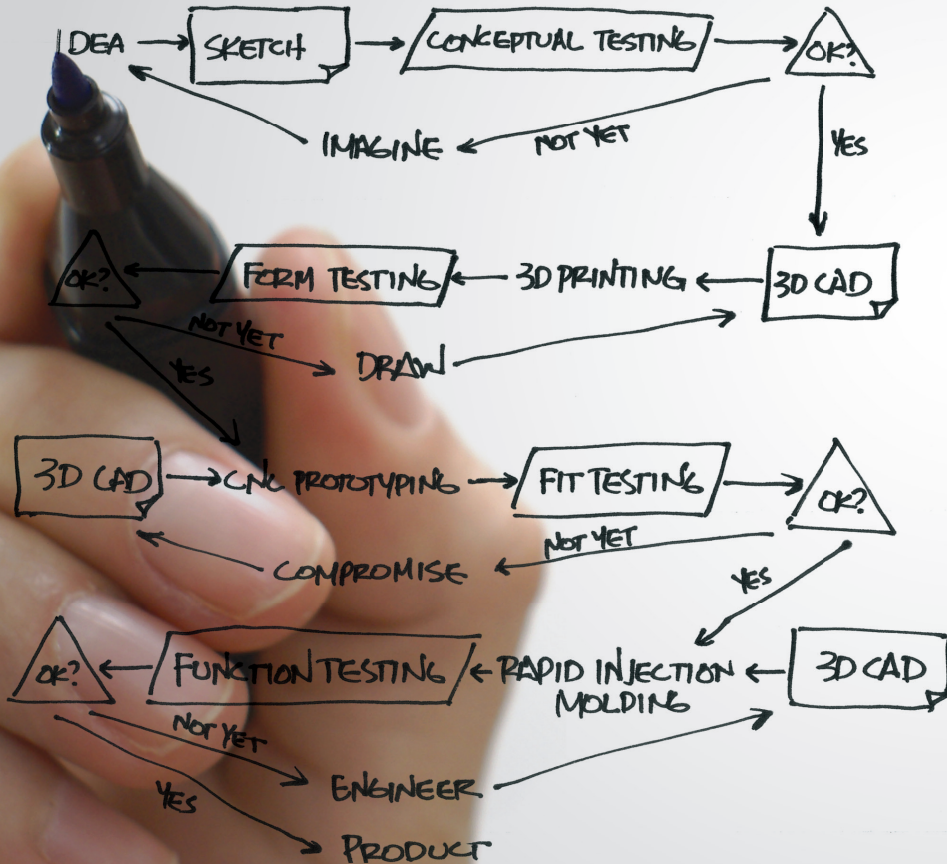 IDEA SKETCH CONCEPTUAL TESTING OK?
IMAGINE NOT YET YES
OK? FORM TESTING 3D PRINTING 3D CAD
NOT YET
YES DRAW
3D CAD CNC PROTOTYPING FIT TESTING OK?
COMPROMISE NOT YET
YES
OK? FUNCTION TESTING RAPID INJECTION 3D CAD
MOLDING
NOT YET
YES ENGINEER
PRODUCT